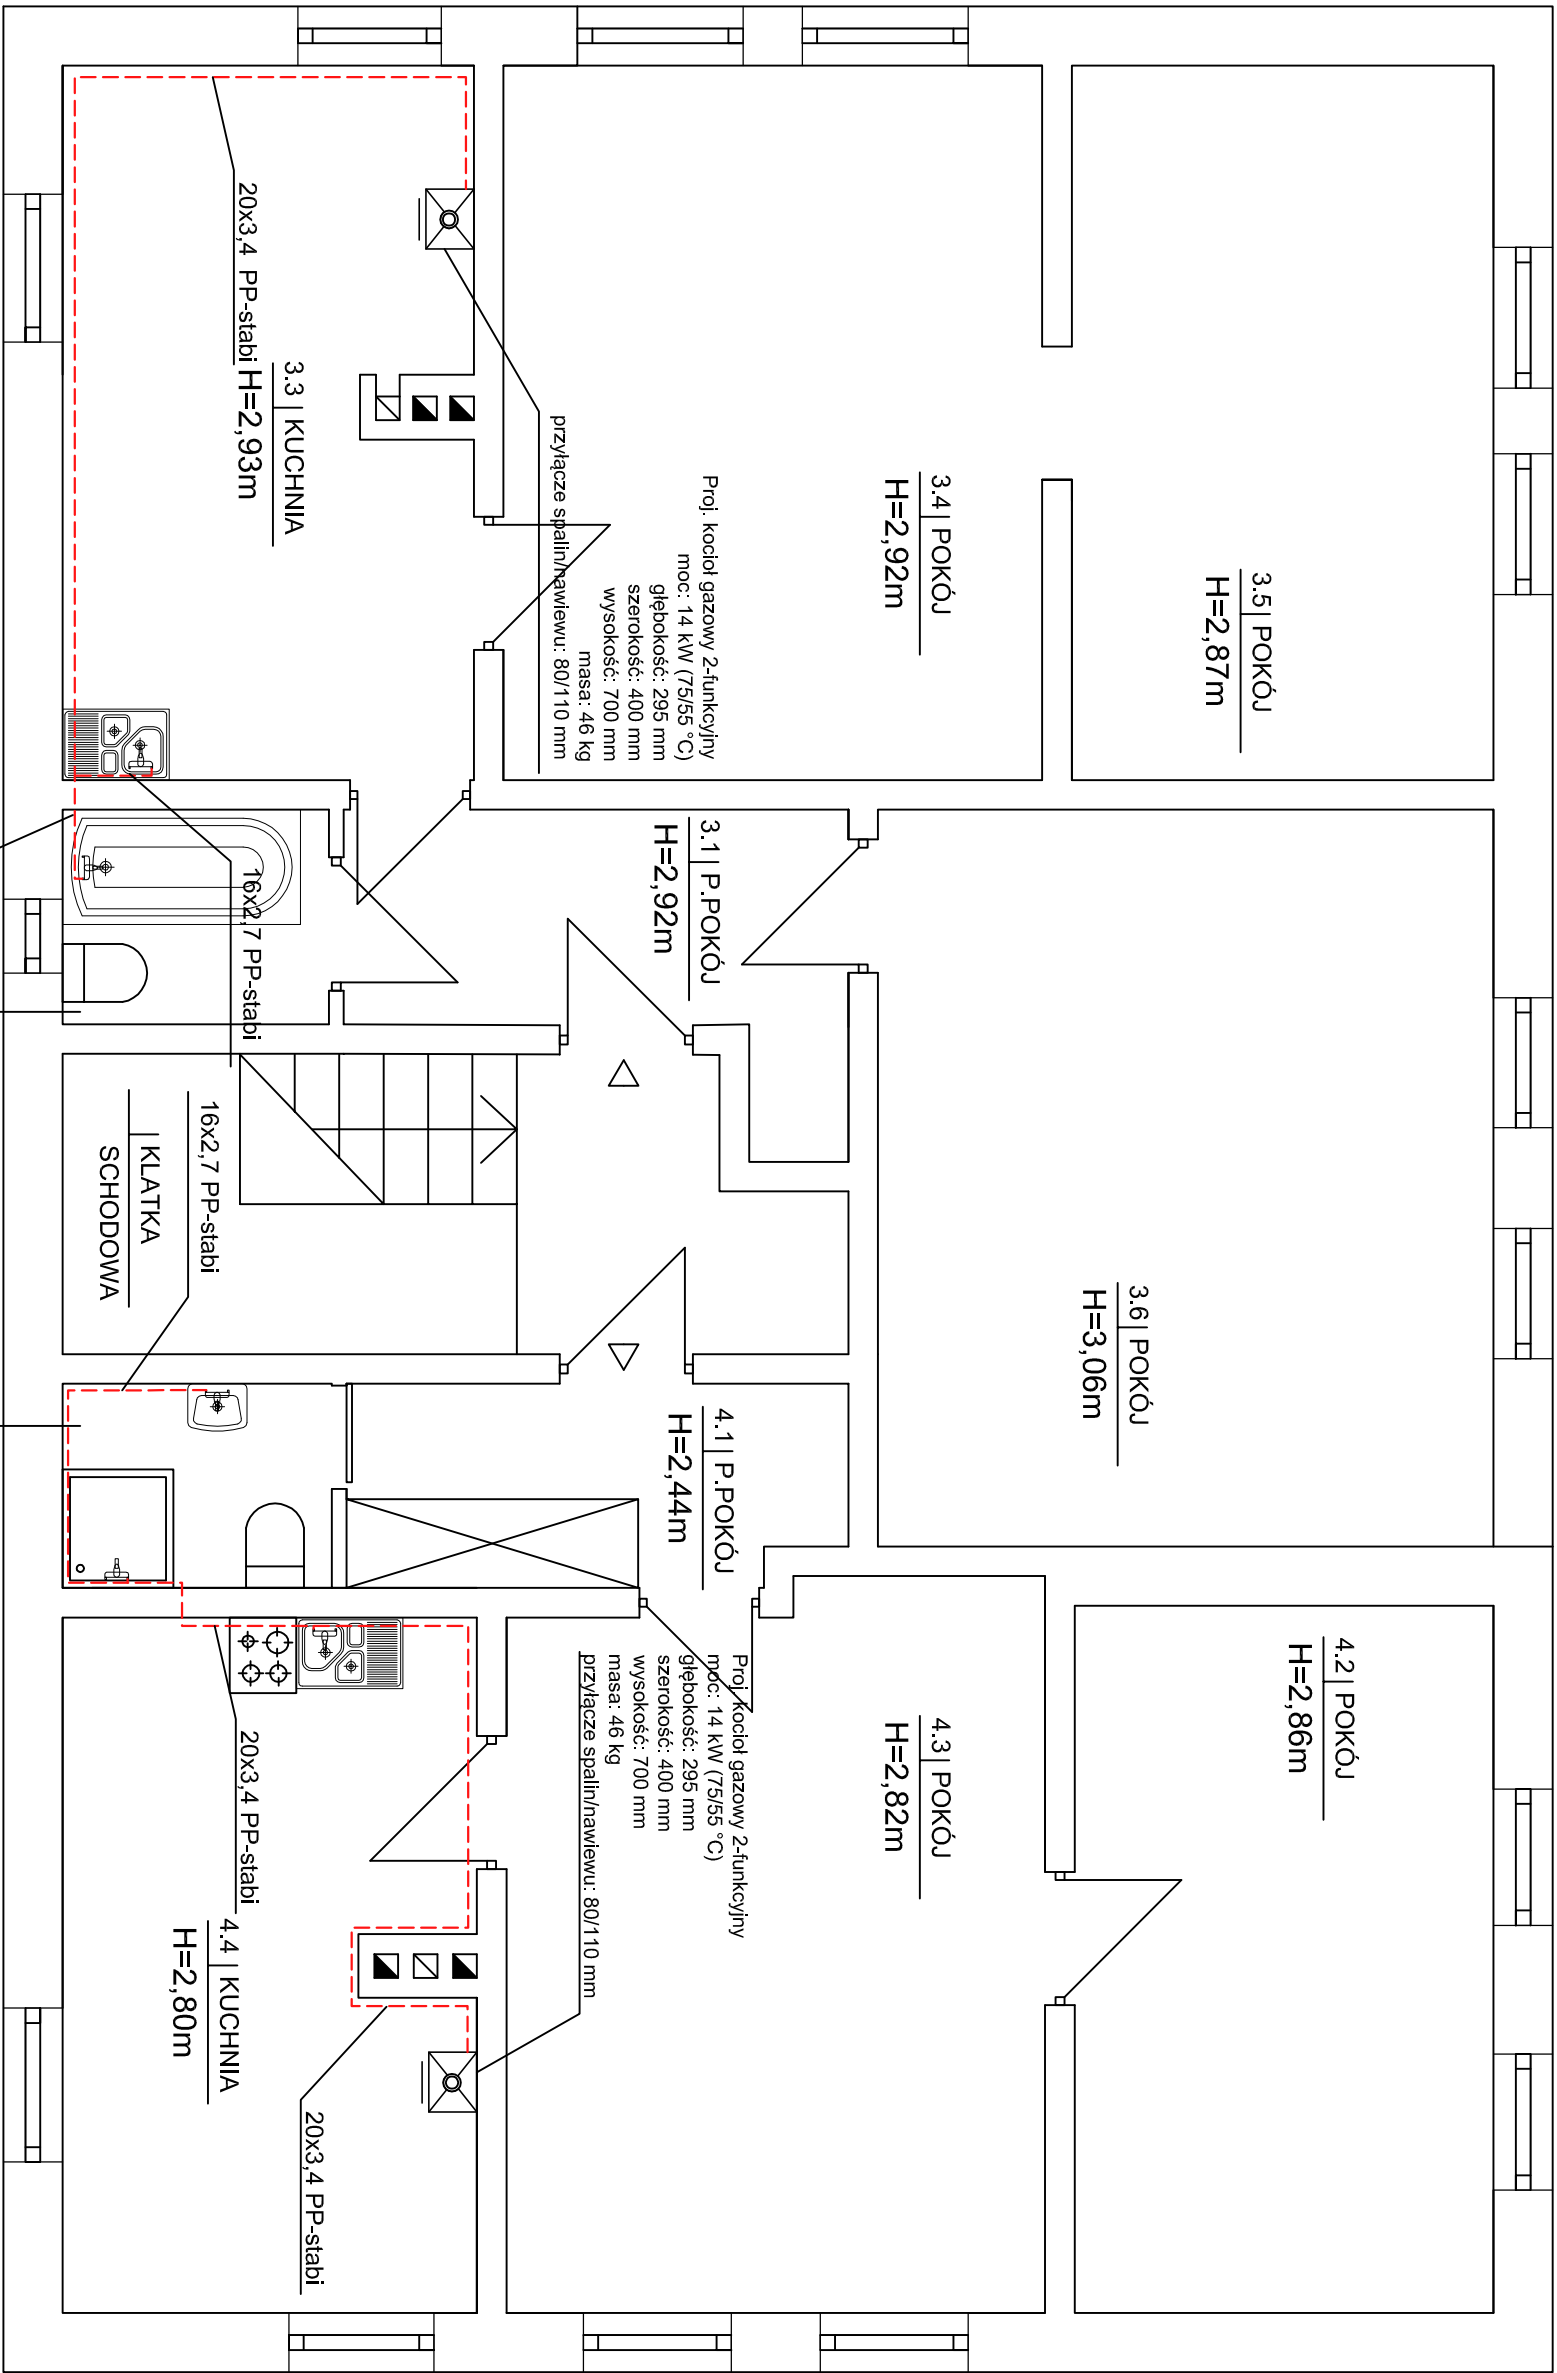 3.5 | POKÓJ
H=2,87m
3.6 | POKÓJ
H=3,06m
4.2 | POKÓJ
H=2,86m
3.4 | POKÓJ
H=2,92m
4.3 | POKÓJ
H=2,82m
Proj. kocioł gazowy 2-funkcyjny
moc: 14 kW (75/55 °C)
głębokość: 295 mm
szerokość: 400 mm
wysokość: 700 mm
masa: 46 kg
przyłącze spalin/nawiewu: 80/110 mm
3.1 | P.POKÓJ
H=2,92m
4.1 | P.POKÓJ
H=2,44m
Proj. kocioł gazowy 2-funkcyjny
moc: 14 kW (75/55 °C)
głębokość: 295 mm
szerokość: 400 mm
wysokość: 700 mm
masa: 46 kg
przyłącze spalin/nawiewu: 80/110 mm
3.3 | KUCHNIA
H=2,93m
20x3,4 PP-stabi
16x2,7 PP-stabi
16x2,7 PP-stabi
| KLATKA
SCHODOWA
20x3,4 PP-stabi
4.4 | KUCHNIA
H=2,80m
20x3,4 PP-stabi